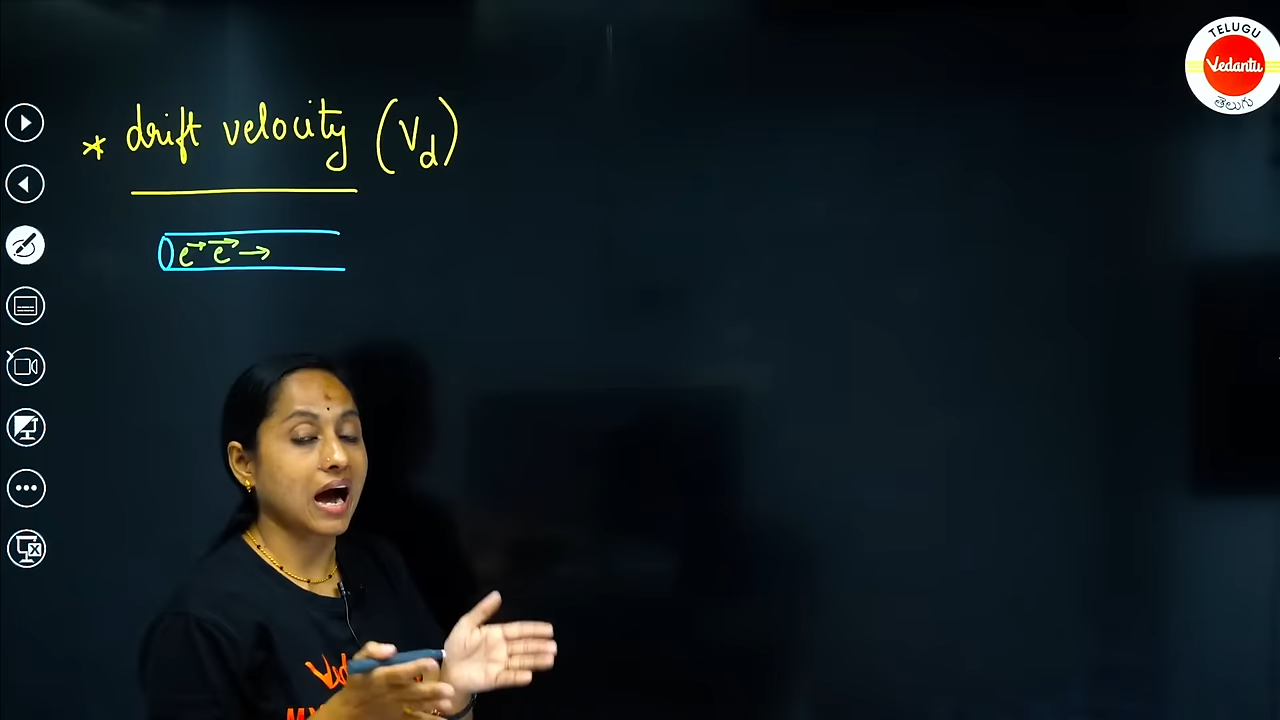 TELUGU
Vedantu
తెలుగు
* drift velocity (Vd)
e → e → →